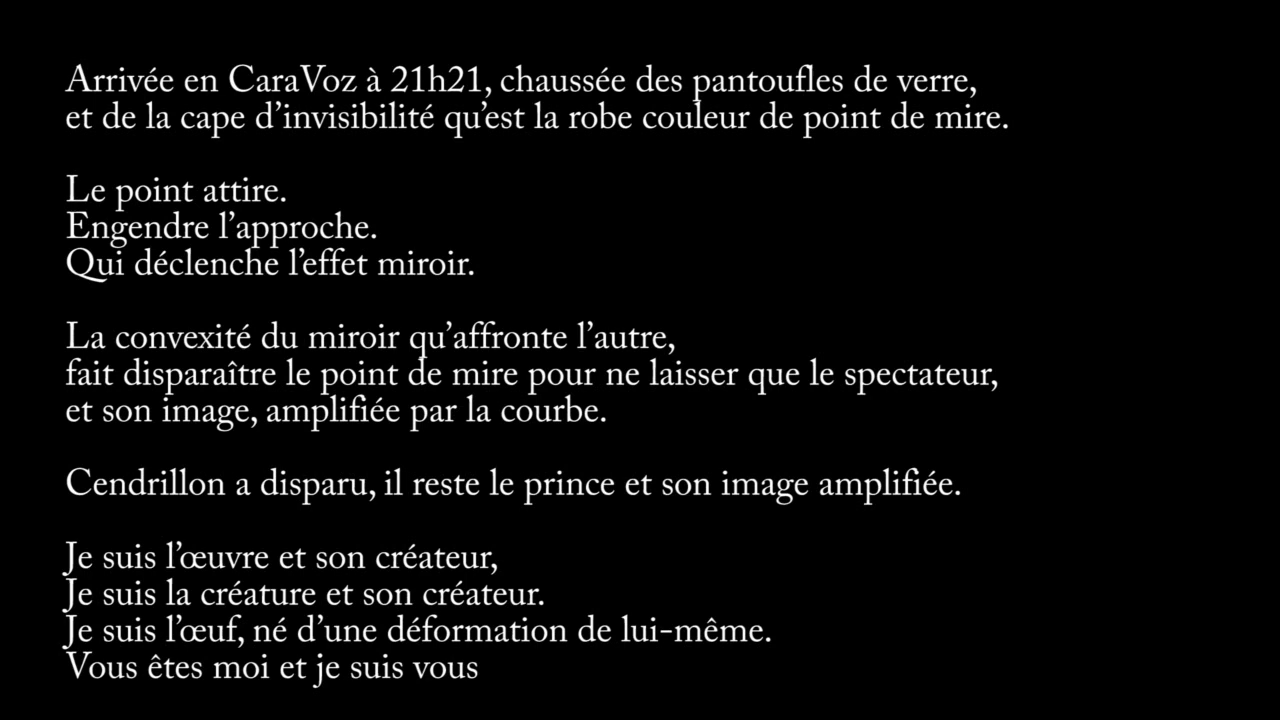 Arrivée en CaraVoz à 21h21, chaussée des pantoufles de verre,
et de la cape d’invisibilité qu’est la robe couleur de point de mire.
Le point attire.
Engendre l’approche.
Qui déclenche l’effet miroir.
La convexité du miroir qu’affronte l’autre,
fait disparaître le point de mire pour ne laisser que le spectateur,
et son image, amplifiée par la courbe.
Cendrillon a disparu, il reste le prince et son image amplifiée.
Je suis l’œuvre et son créateur,
Je suis la créature et son créateur.
Je suis l’œuf, né d’une déformation de lui-même.
Vous êtes moi et je suis vous